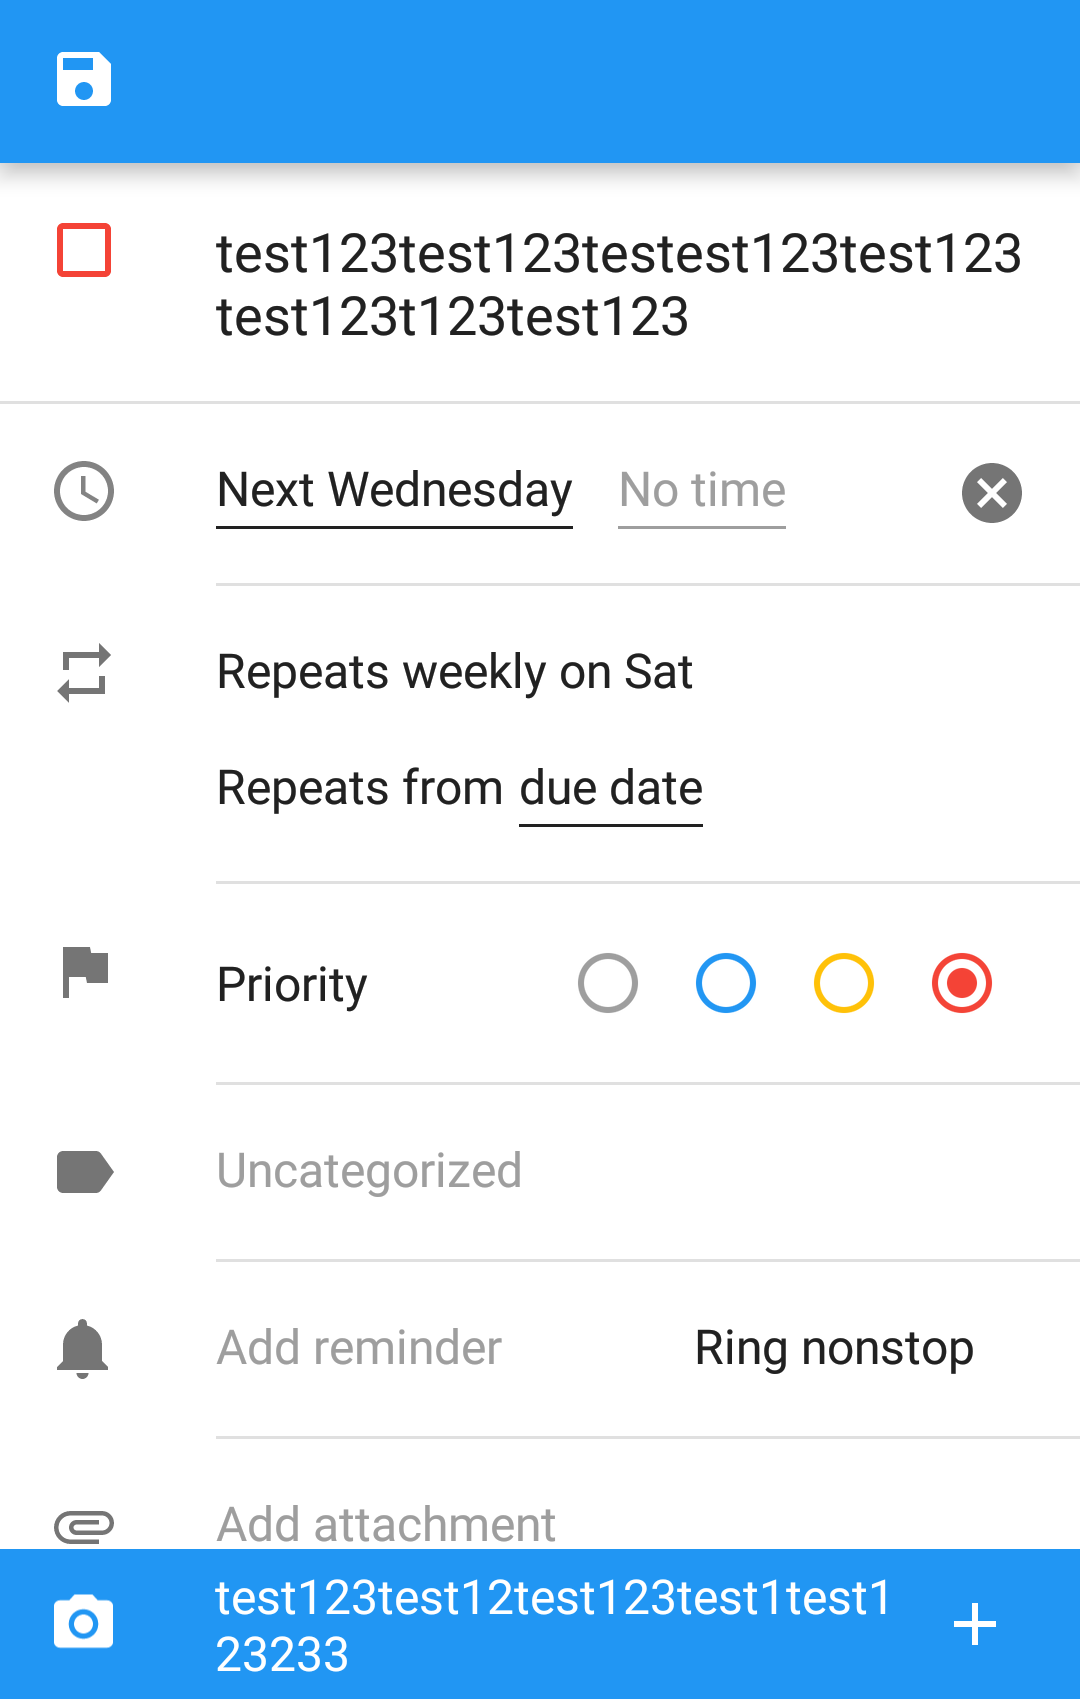 test123test123testest123test123
test123t123test123
Next Wednesday No time
Repeats weekly on Sat
Repeats from due date
Priority
Uncategorized
Add reminder Ring nonstop
Add attachment
test123test12test123test1test1
23233